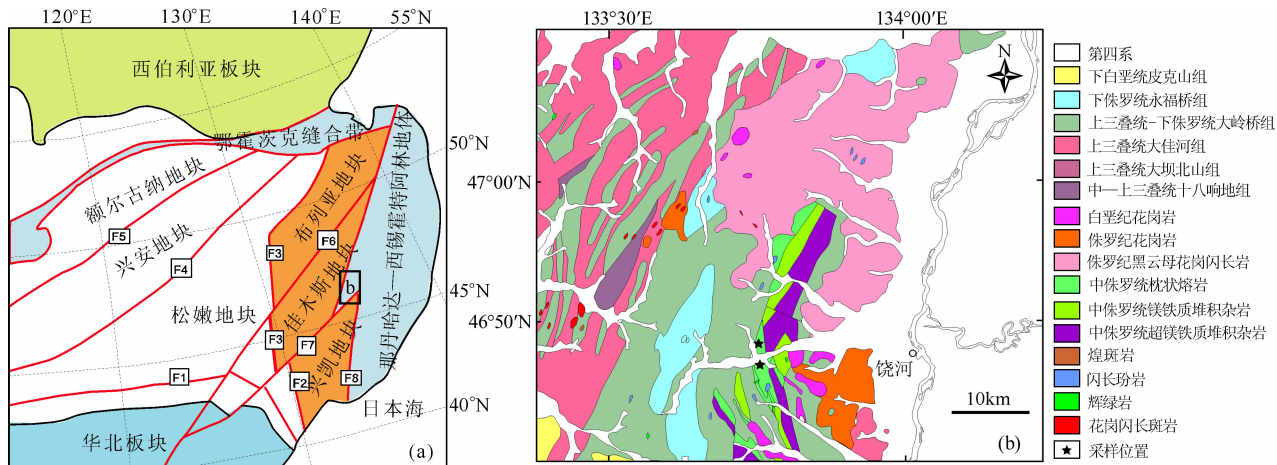 120°E
130°E
140°E
55°N
西伯利亚板块
鄂霍茨克缝合带
50°N
额尔古纳地块
布列亚地块
兴安地块
F5
F4
F3
F6
松嫩地块
佳木斯地块
b
那丹哈达—西锡霍特阿林地体
45°N
F3
F7
兴凯地块
F1
F2
F8
日本海
40°N
华北板块
(a)
133°30′E
134°00′E
N
47°00′N
46°50′N
饶河
10km
(b)
第四系
下白垩统皮克山组
下侏罗统永福桥组
上三叠统-下侏罗统大岭桥组
上三叠统大佳河组
上三叠统大坝北山组
中—上三叠统十八垧地组
白垩纪花岗岩
侏罗纪花岗岩
侏罗纪黑云母花岗闪长岩
中侏罗统枕状熔岩
中侏罗统镁铁质堆积杂岩
中侏罗统超镁铁质堆积杂岩
煌斑岩
闪长玢岩
辉绿岩
花岗闪长斑岩
采样位置